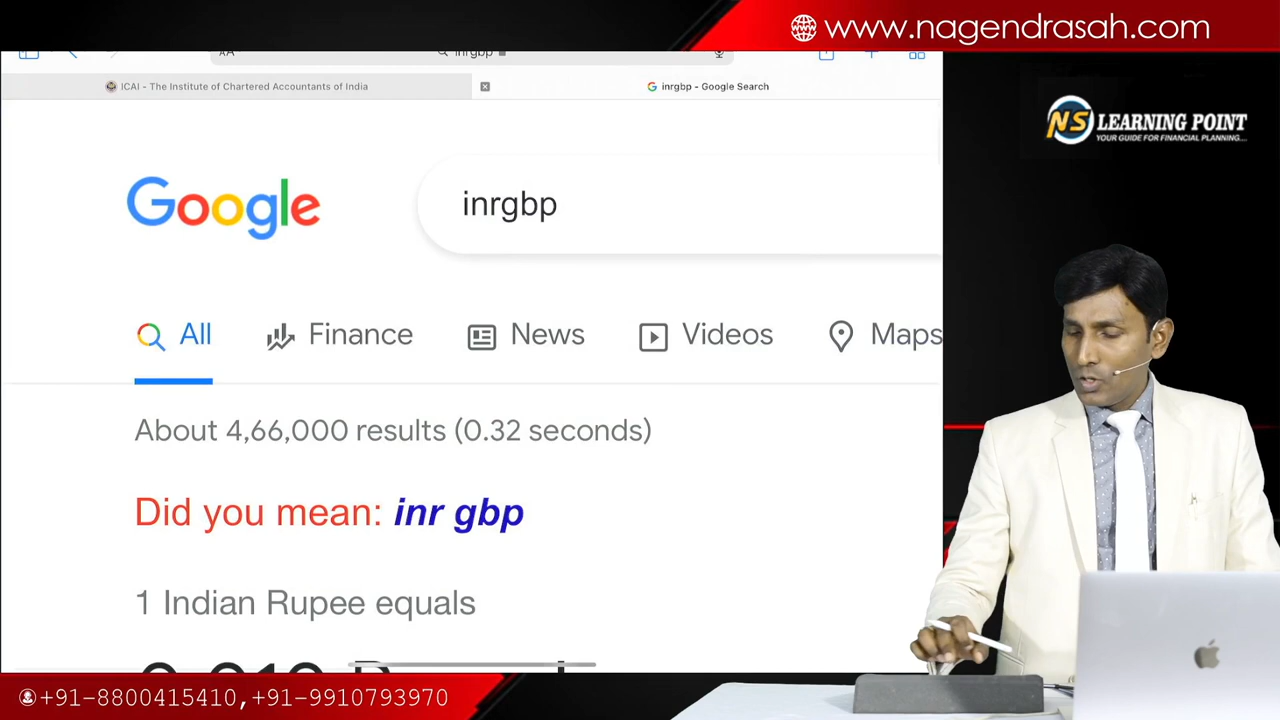 www.nagendrasah.com
ICAI - The Institute of Chartered Accountants of India
inrgbp - Google Search
NS LEARNING POINT
YOUR GUIDE FOR FINANCIAL PLANNING....
Google
inrgbp
All
Finance
News
Videos
Maps
About 4,66,000 results (0.32 seconds)
Did you mean: inr gbp
1 Indian Rupee equals
+91-8800415410,+91-9910793970